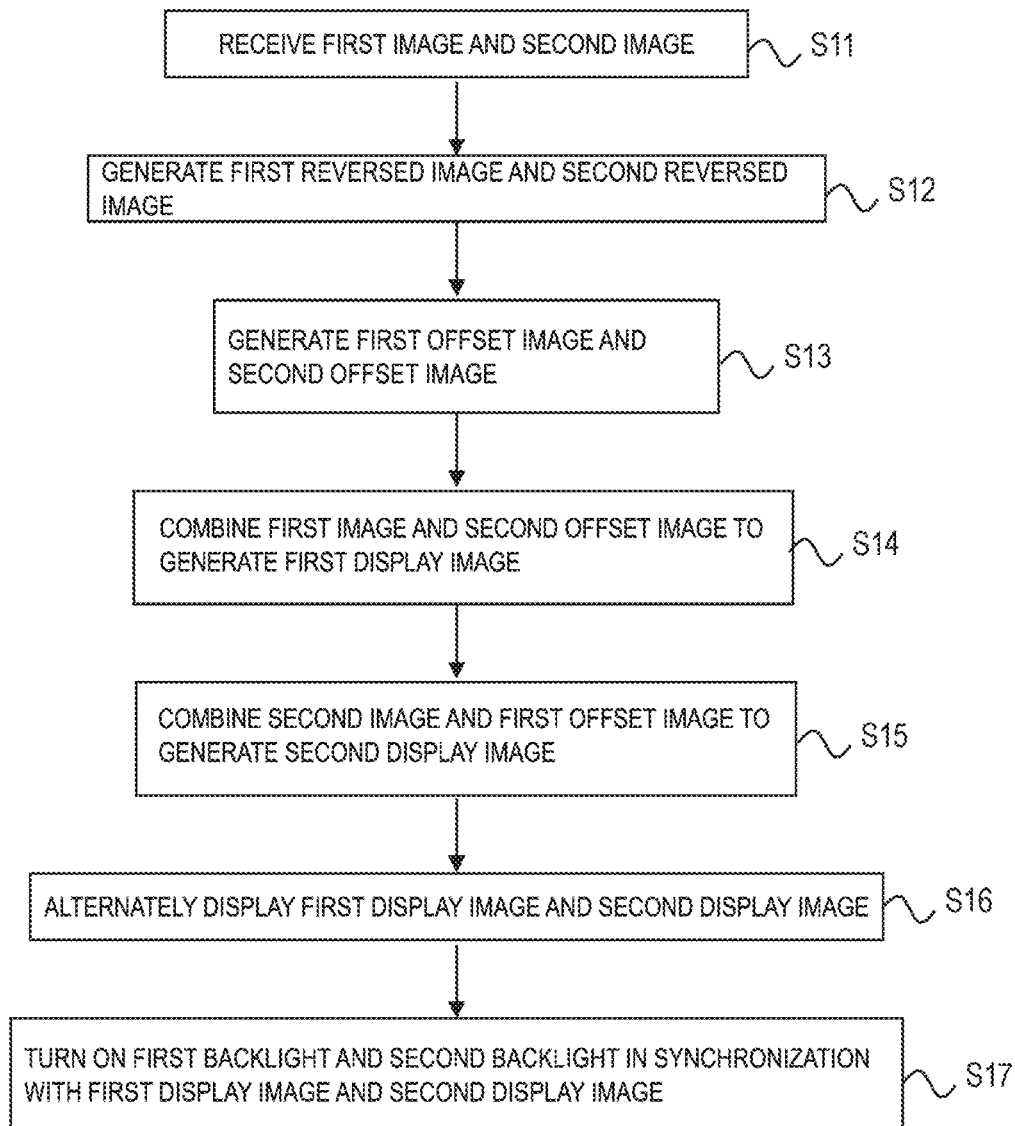 RECEIVE FIRST IMAGE AND SECOND IMAGE
S11
GENERATE FIRST REVERSED IMAGE AND SECOND REVERSED
IMAGE
S12
GENERATE FIRST OFFSET IMAGE AND
SECOND OFFSET IMAGE
S13
COMBINE FIRST IMAGE AND SECOND OFFSET IMAGE TO
GENERATE FIRST DISPLAY IMAGE
S14
COMBINE SECOND IMAGE AND FIRST OFFSET IMAGE TO
GENERATE SECOND DISPLAY IMAGE
S15
ALTERNATELY DISPLAY FIRST DISPLAY IMAGE AND SECOND DISPLAY IMAGE
S16
TURN ON FIRST BACKLIGHT AND SECOND BACKLIGHT IN SYNCHRONIZATION
WITH FIRST DISPLAY IMAGE AND SECOND DISPLAY IMAGE
S17